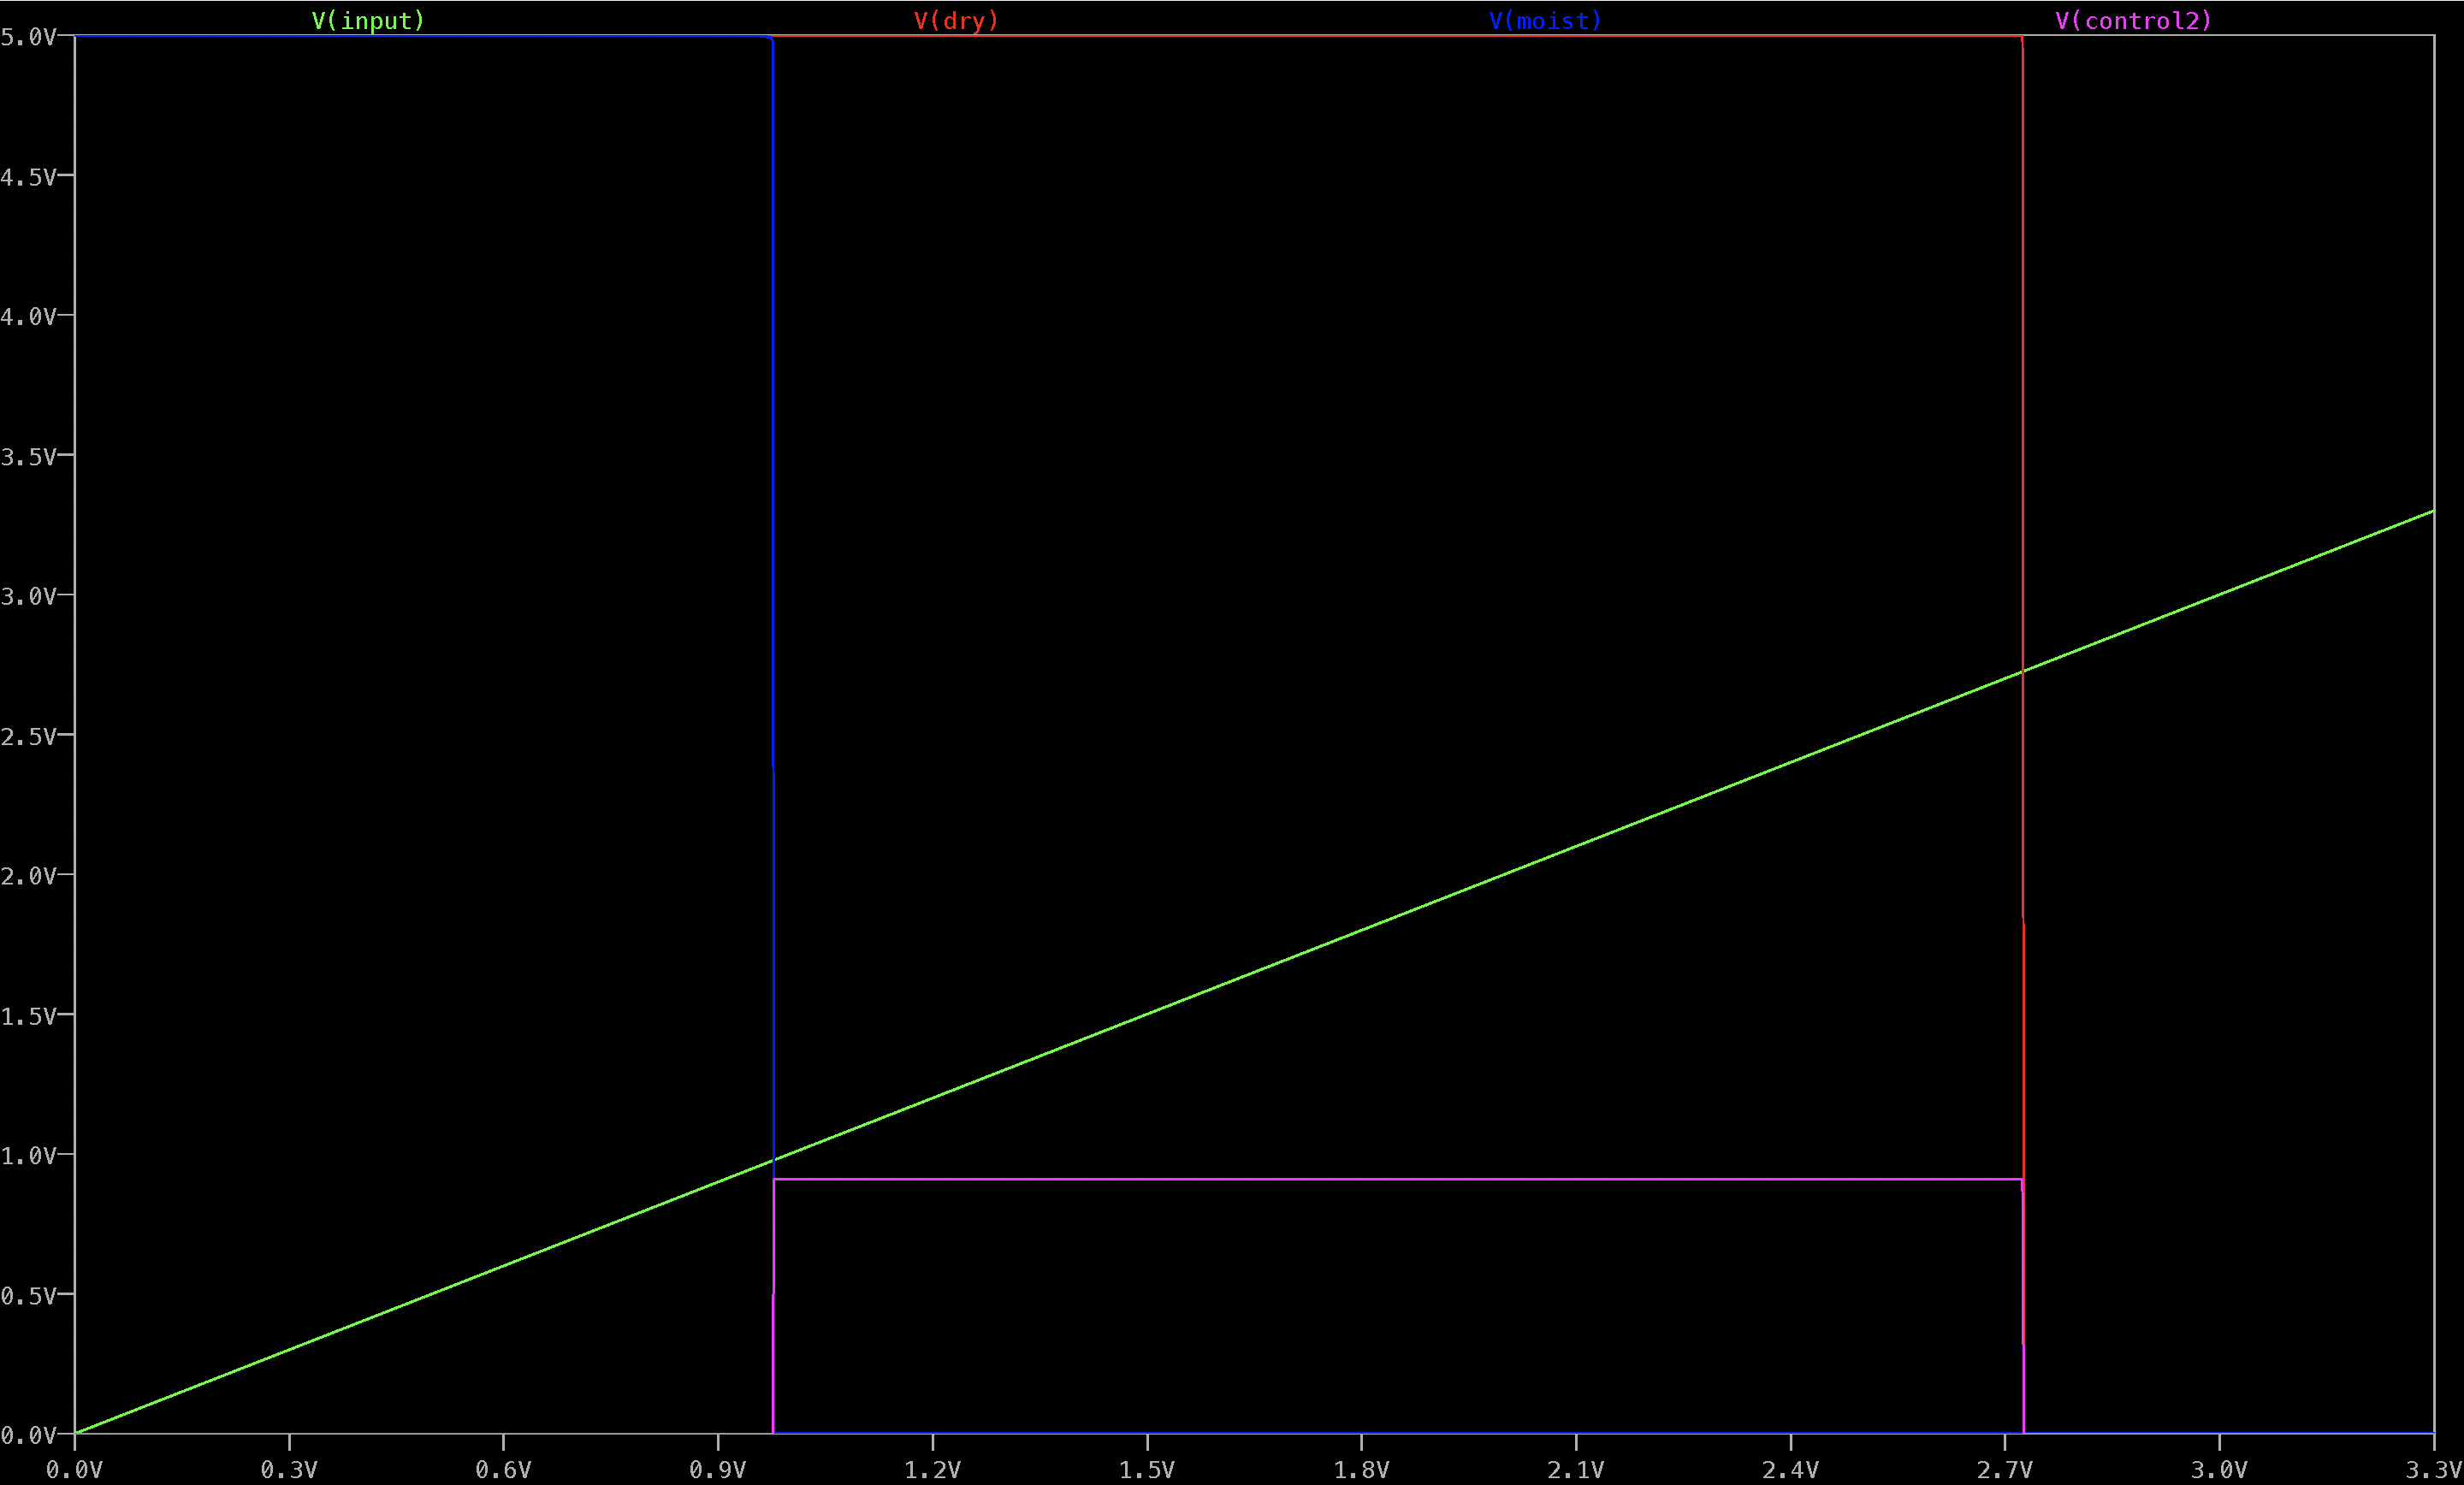 V(input) V(dry) V(moist) V(control2)
5.0V
4.5V
4.0V
3.5V
3.0V
2.5V
2.0V
1.5V
1.0V
0.5V
0.0V
0.0V 0.3V 0.6V 0.9V 1.2V 1.5V 1.8V 2.1V 2.4V 2.7V 3.0V 3.3V